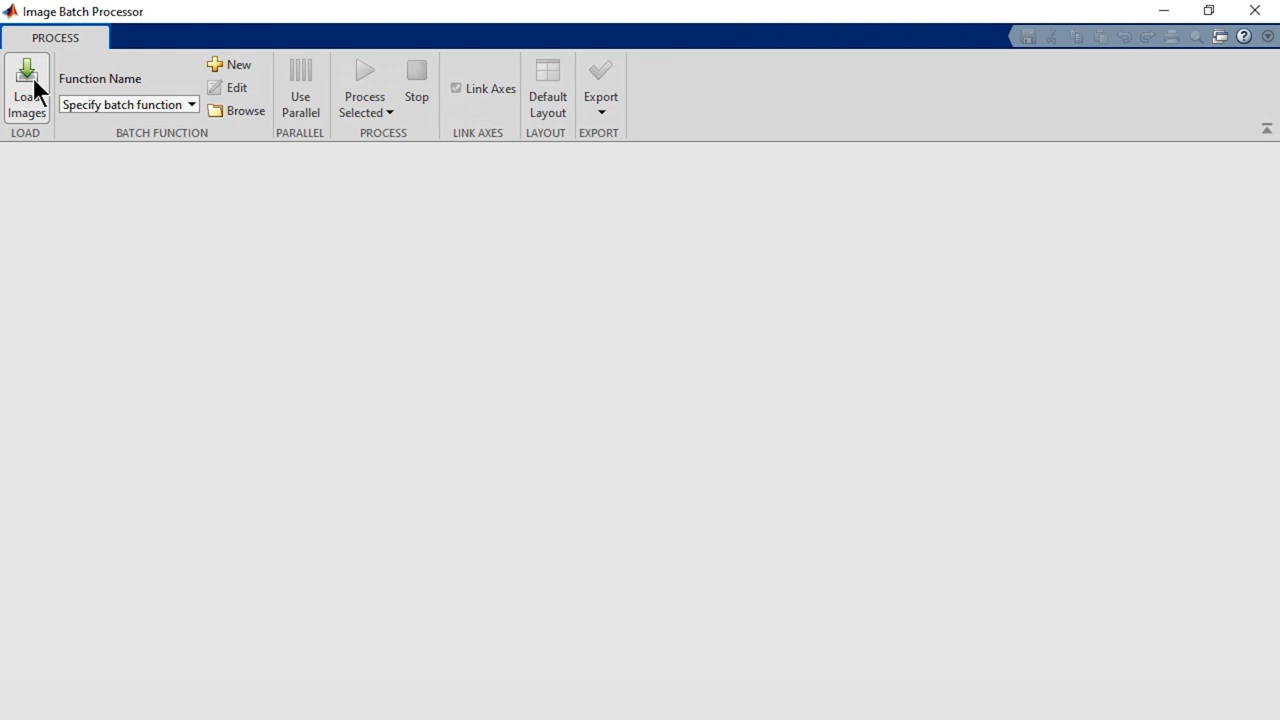 Image Batch Processor
PROCESS
Load
Images
LOAD
Function Name
Specify batch function
New
Edit
Browse
BATCH FUNCTION
Use
Parallel
PARALLEL
Process
Selected
Stop
PROCESS
Link Axes
LINK AXES
Default
Layout
LAYOUT
Export
EXPORT